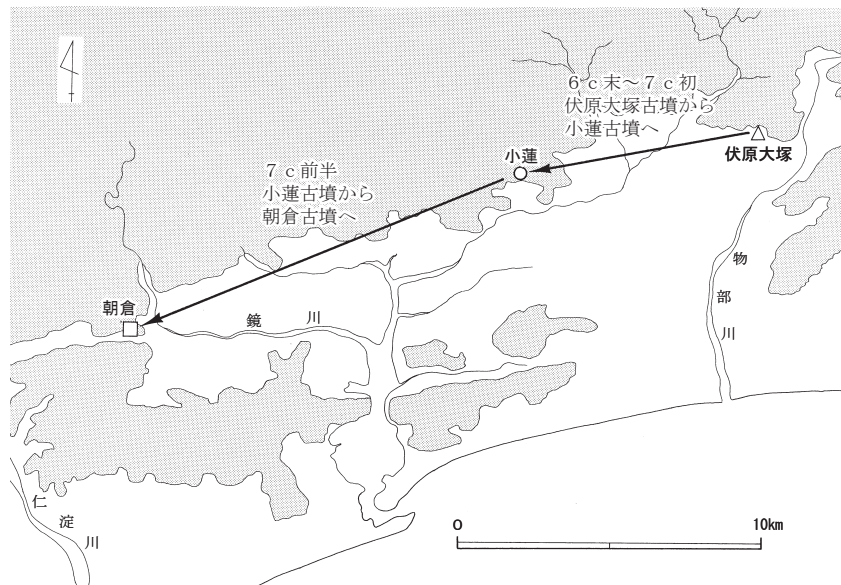 6ｃ末～7ｃ初
伏原大塚古墳から
小蓮古墳へ
伏原大塚
小蓮
7ｃ前半
小蓮古墳から
朝倉古墳へ
朝倉
鏡川
物部川
仁淀川
0 10km